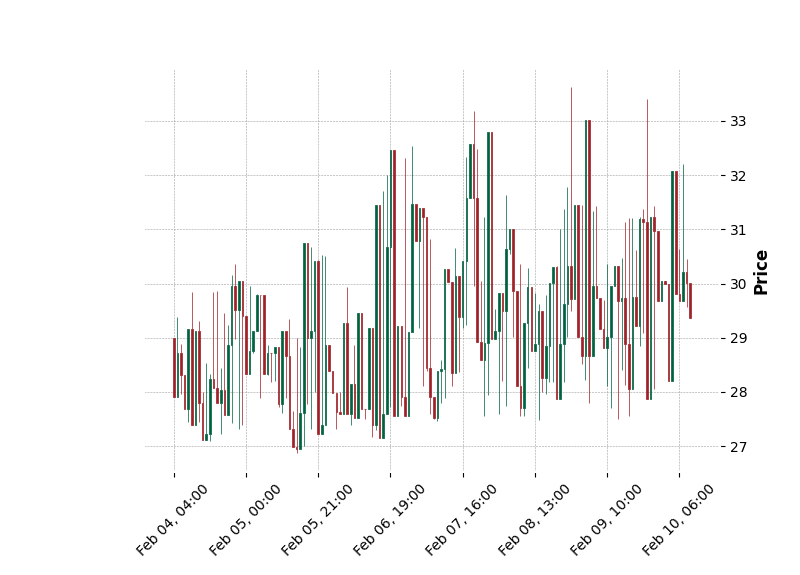 33
32
31
30
29
28
27
Price
Feb 04, 04:00
Feb 05, 00:00
Feb 05, 21:00
Feb 06, 19:00
Feb 07, 16:00
Feb 08, 13:00
Feb 09, 10:00
Feb 10, 06:00